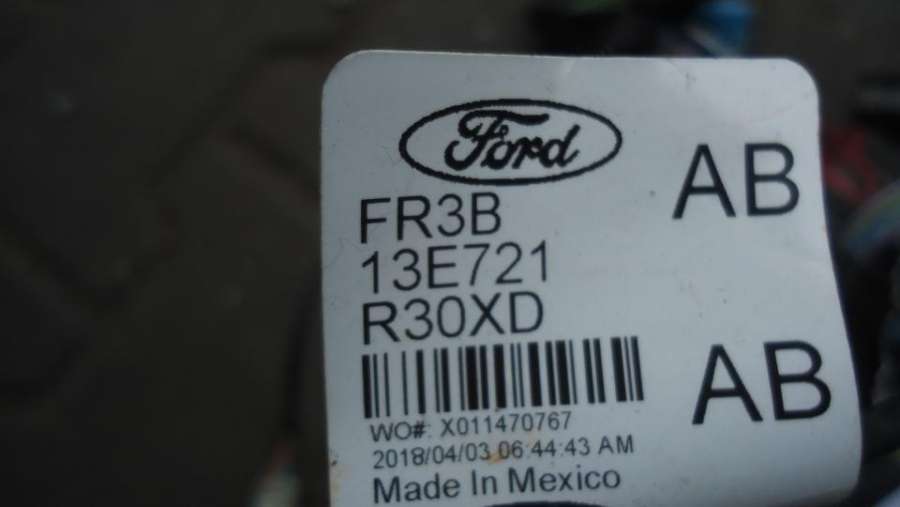 Ford
AB
FR3B
13E721
R30XD
AB
WO#: X011470767
2018/04/03 06:44:43 AM
Made In Mexico